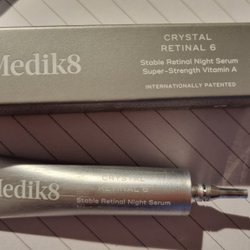 Medik8
CRYSTAL
RETINAL 6
Stable Retinal Night Serum
Super-Strength Vitamin A
INTERNATIONALLY PATENTED
Medik8
CRYSTAL
RETINAL 6
Stable Retinal Night Serum